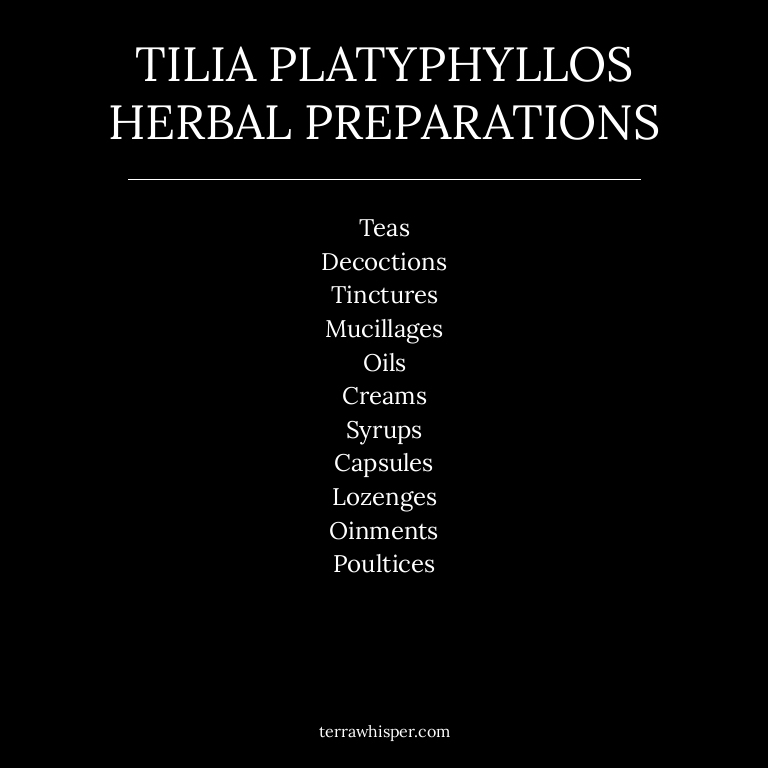 TILIA PLATYPHYLLOS
HERBAL PREPARATIONS
Teas
Decoctions
Tinctures
Mucillages
Oils
Creams
Syrups
Capsules
Lozenges
Oinments
Poultices
terrawhisper.com